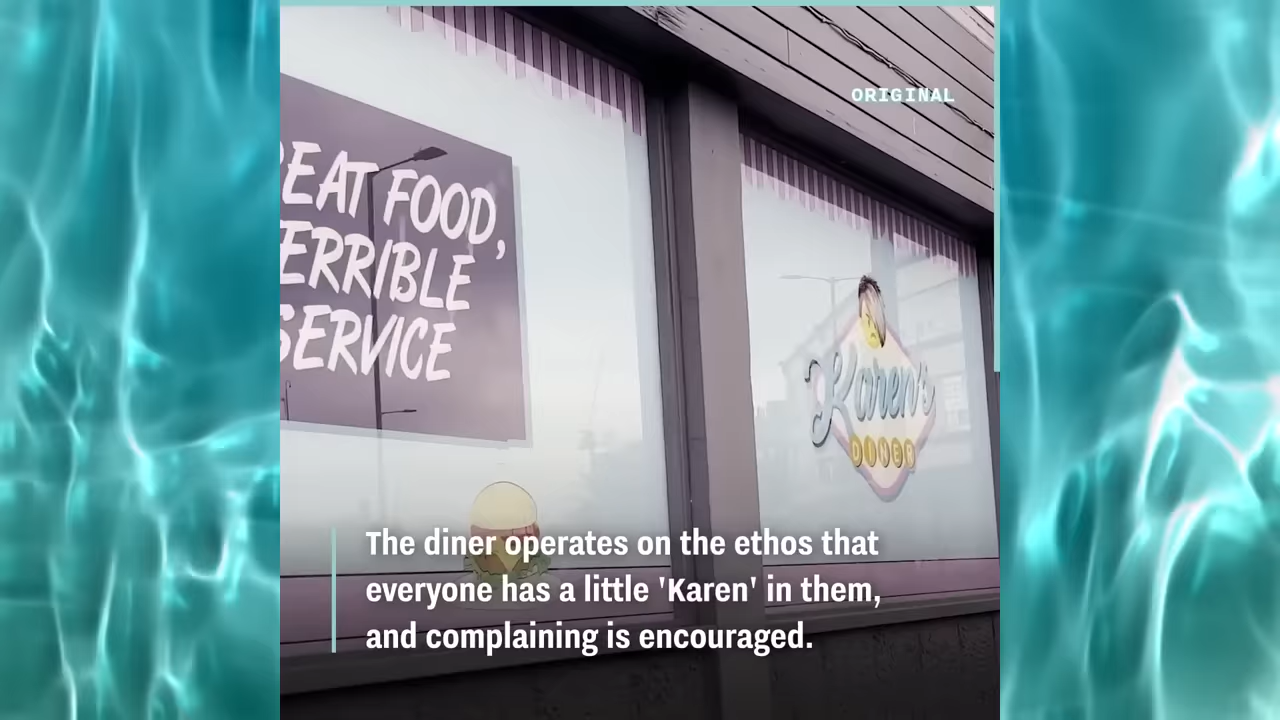 ORIGINAL
EAT FOOD,
ERRIBLE
SERVICE
Karen's
DINER
The diner operates on the ethos that
everyone has a little 'Karen' in them,
and complaining is encouraged.